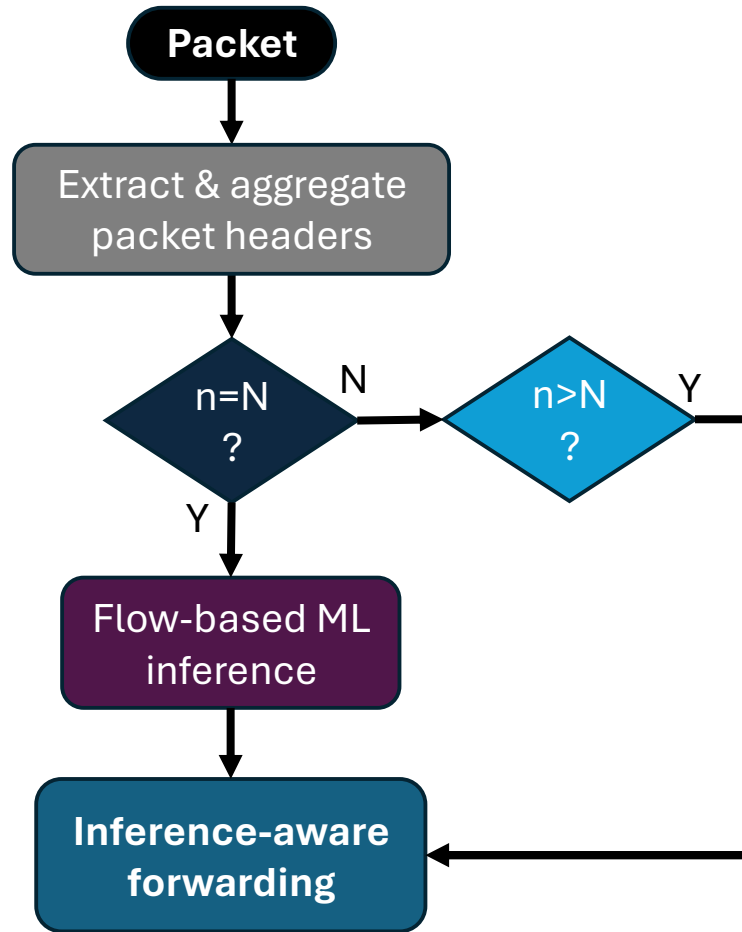 Packet
Extract & aggregate
packet headers
n=N
?
N
n>N
?
Y
Y
Flow-based ML
inference
Inference-aware
forwarding